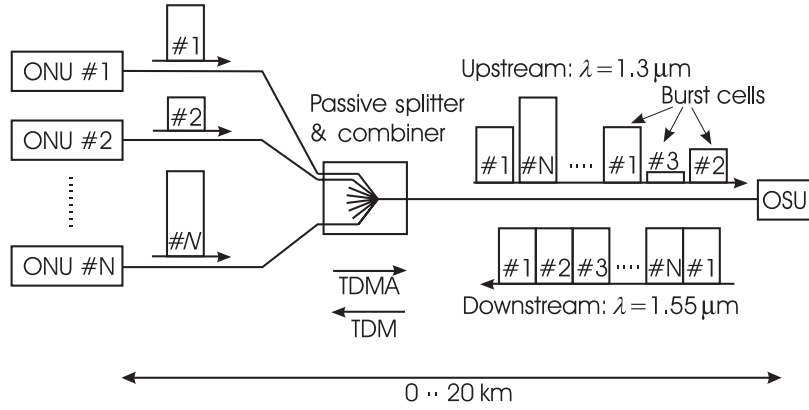 #1
ONU #1
#2
ONU #2
#N
ONU #N
Passive splitter
& combiner
TDMA
TDM
Upstream: λ=1.3 μm
Burst cells
#1 #N #1 #3 #2
OSU
#1 #2 #3 #N #1
Downstream: λ=1.55 μm
0 ·· 20 km